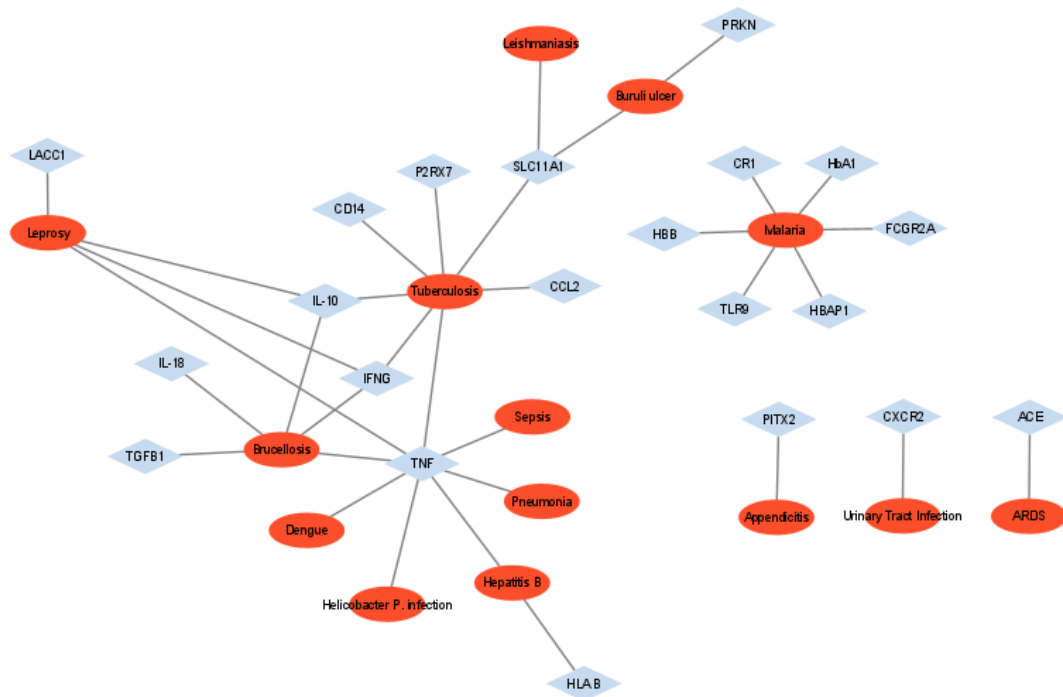 PRKN
Leishmaniasis
Buruli ulcer
LACC1
P2RX7
SLC11A1
CR1
HbA1
CD14
Leprosy
HBB
Malaria
FCGR2A
Tuberculosis
CCL2
IL-10
TLR9
HBAP1
IL-18
IFNG
Sepsis
PITX2
CXCR2
ACE
TGFB1
Brucellosis
TNF
Pneumonia
Dengue
Appendicitis
Urinary Tract Infection
ARDS
Hepatitis B
Helicobacter P. infection
HLAB